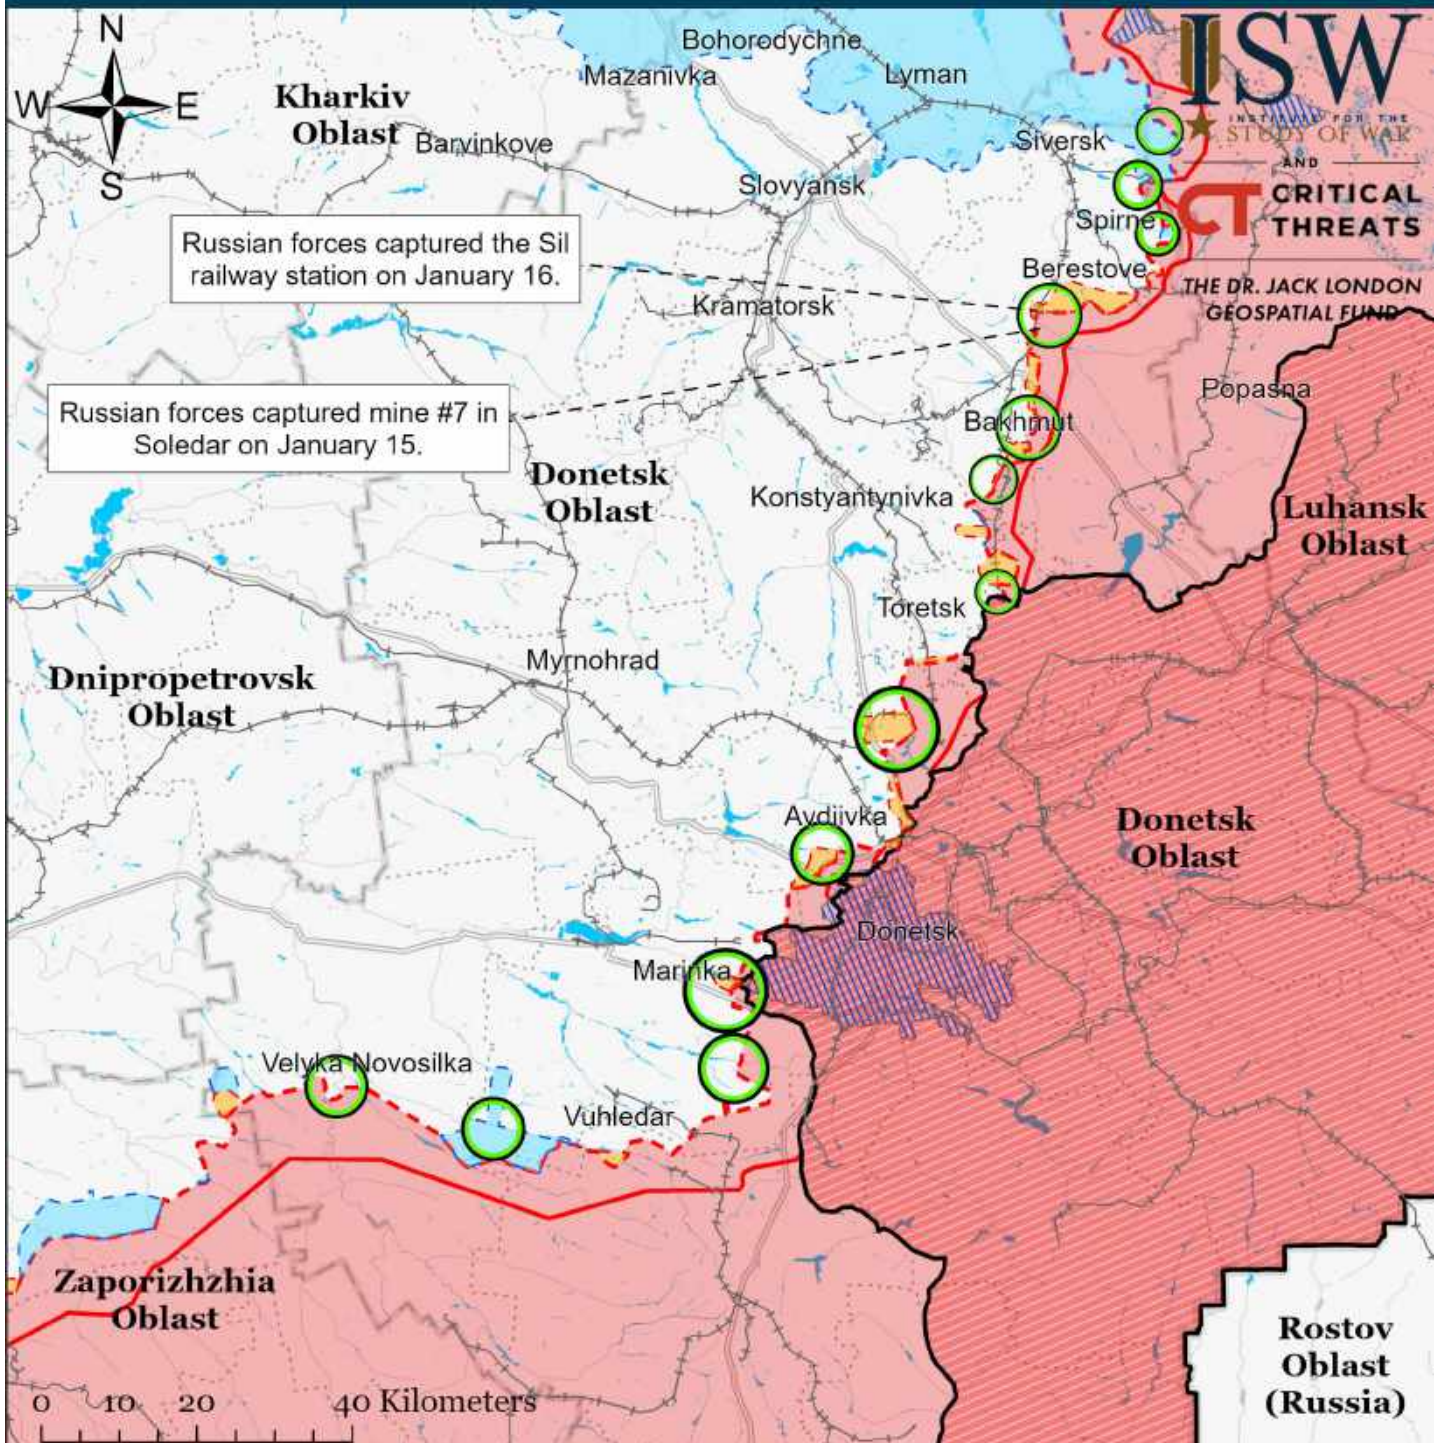 N
W
E
S
Kharkiv
Oblast
Barvinkove
Bohorodychne
Mazanivka
Lyman
Siversk
Slovyansk
ISW
INSTITUTE FOR THE
STUDY OF WAR
AND
CT CRITICAL
THREATS
THE DR. JACK LONDON
GEOSPATIAL FUND
Russian forces captured the Sil
railway station on January 16.
Spirne
Berestove
Kramatorsk
Popasna
Russian forces captured mine #7 in
Soledar on January 15.
Bakhmut
Donetsk
Oblast
Konstyantynivka
Luhansk
Oblast
Toretsk
Myrnohrad
Dnipropetrovsk
Oblast
Avdiivka
Donetsk
Oblast
Donetsk
Marinka
Velyka Novosilka
Vuhledar
Zaporizhzhia
Oblast
Rostov
Oblast
(Russia)
0 10 20 40 Kilometers